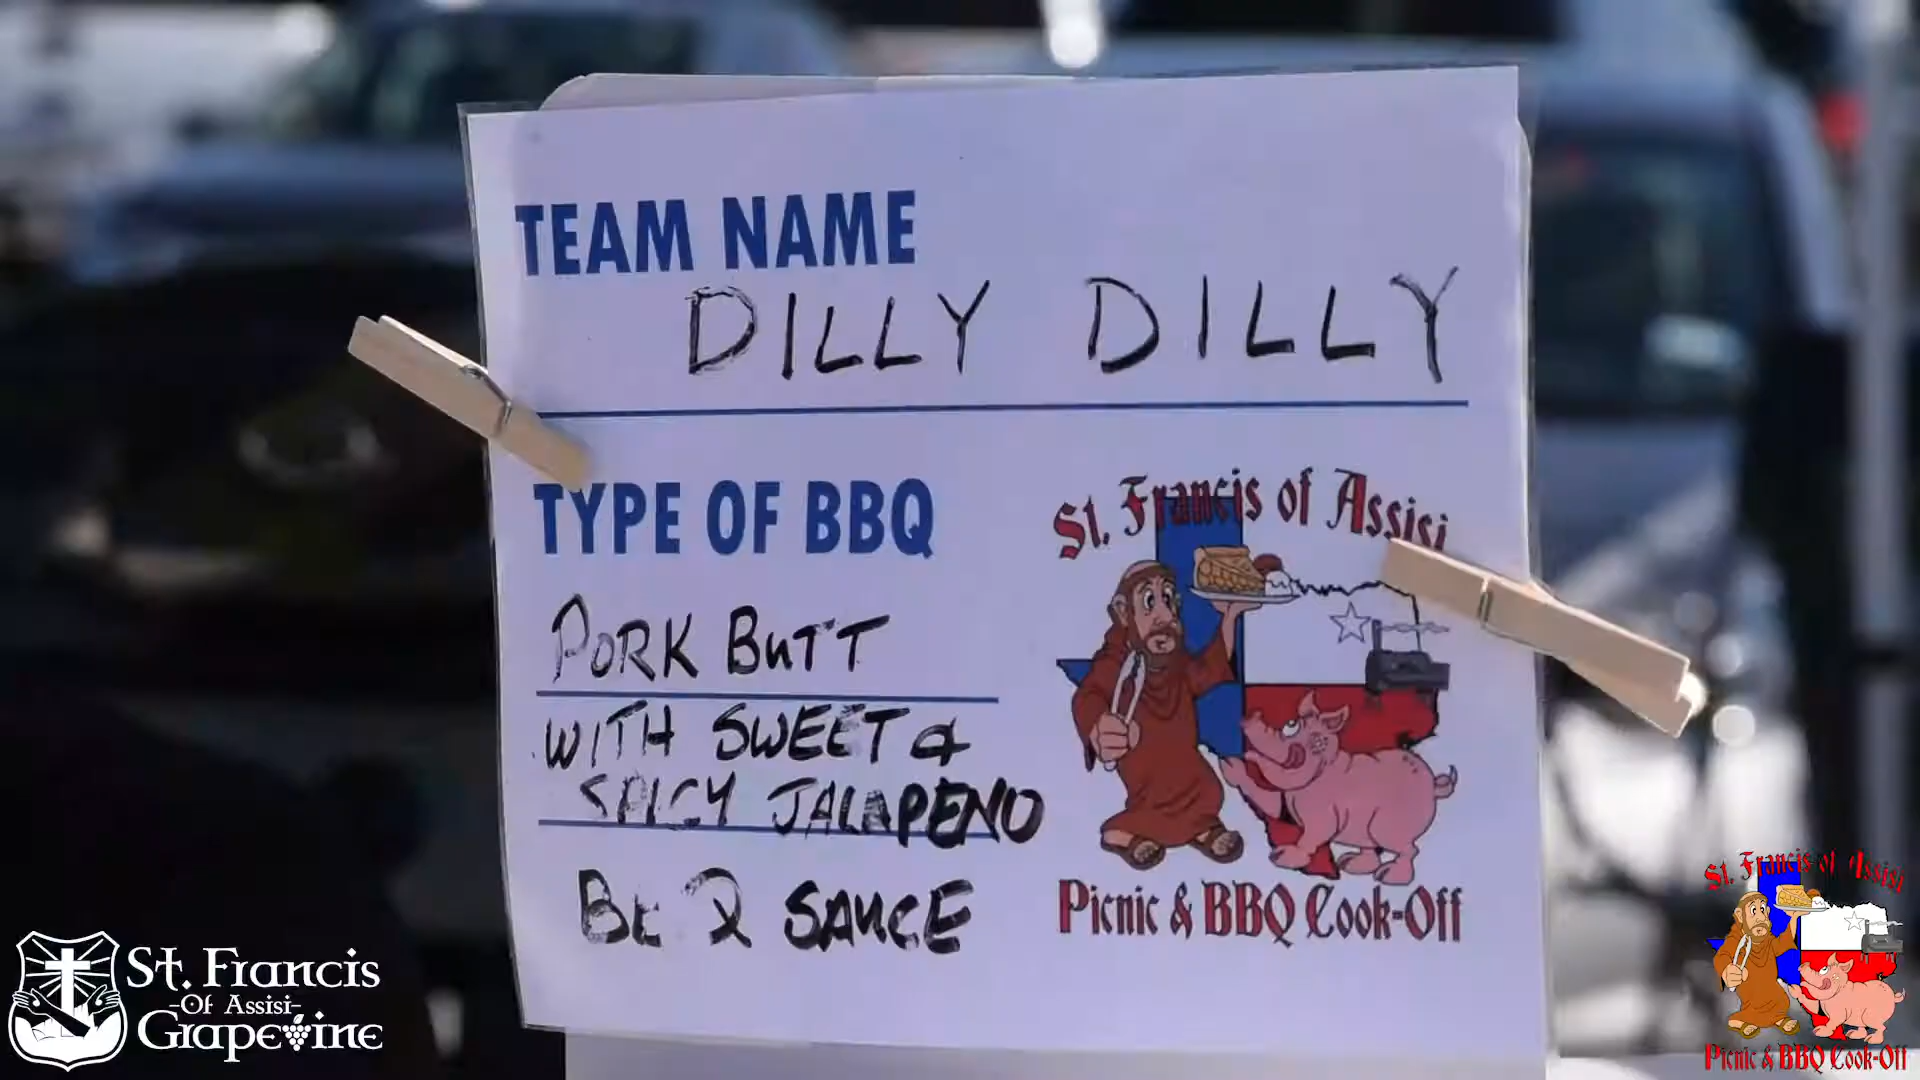 TEAM NAME
DILLY DILLY
TYPE OF BBQ
PORK BUTT
WITH SWEET &
SPICY JALAPENO
BBQ SAUCE
St. Francis of Assisi
Picnic & BBQ Cook-Off
St. Francis
-Of Assisi-
Grapevine
St. Francis of Assisi
Picnic & BBQ Cook-Off